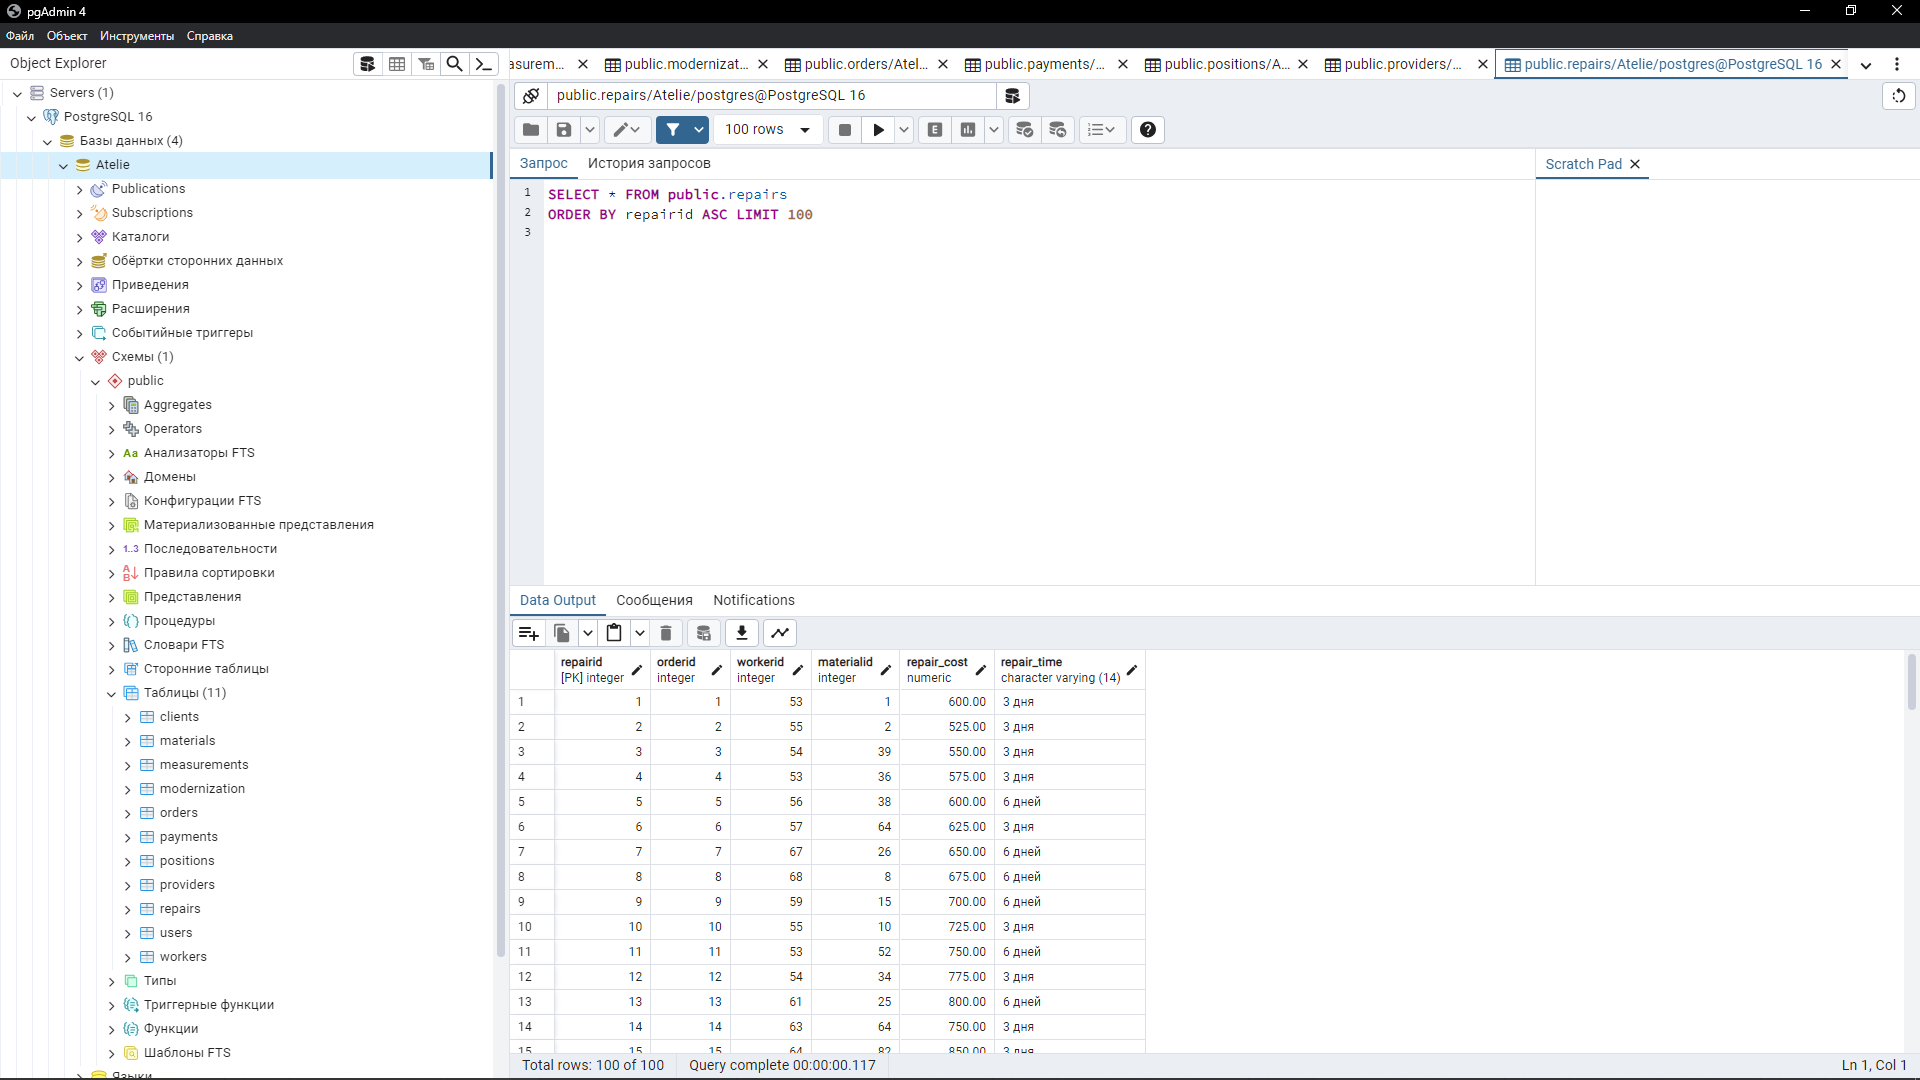 pgAdmin 4
Файл Объект Инструменты Справка
Object Explorer
Servers (1)
PostgreSQL 16
Базы данных (4)
Atelie
Publications
Subscriptions
Каталоги
Обёртки сторонних данных
Приведения
Расширения
Событийные триггеры
Схемы (1)
public
Aggregates
Operators
Aa Анализаторы FTS
Домены
Конфигурации FTS
Материализованные представления
1..3 Последовательности
Правила сортировки
Представления
Процедуры
Словари FTS
Сторонние таблицы
Таблицы (11)
clients
materials
measurements
modernization
orders
payments
positions
providers
repairs
users
workers
Типы
Триггерные функции
Функции
Шаблоны FTS
Языки
asurem... public.modernizat... public.orders/Atel... public.payments/... public.positions/A... public.providers/... public.repairs/Atelie/postgres@PostgreSQL 16
public.repairs/Atelie/postgres@PostgreSQL 16
100 rows E
Запрос История запросов Scratch Pad
1 SELECT * FROM public.repairs
2 ORDER BY repairid ASC LIMIT 100
3
Data Output Сообщения Notifications
repairid orderid workerid materialid repair_cost repair_time
[PK] integer integer integer integer numeric character varying (14)
1 1 1 53 1 600.00 3 дня
2 2 2 55 2 525.00 3 дня
3 3 3 54 39 550.00 3 дня
4 4 4 53 36 575.00 3 дня
5 5 5 56 38 600.00 6 дней
6 6 6 57 64 625.00 3 дня
7 7 7 67 26 650.00 6 дней
8 8 8 68 8 675.00 6 дней
9 9 9 59 15 700.00 6 дней
10 10 10 55 10 725.00 3 дня
11 11 11 53 52 750.00 6 дней
12 12 12 54 34 775.00 3 дня
13 13 13 61 25 800.00 6 дней
14 14 14 63 64 750.00 3 дня
15 15 15 64 82 850.00 3 дня
Total rows: 100 of 100 Query complete 00:00:00.117 Ln 1, Col 1